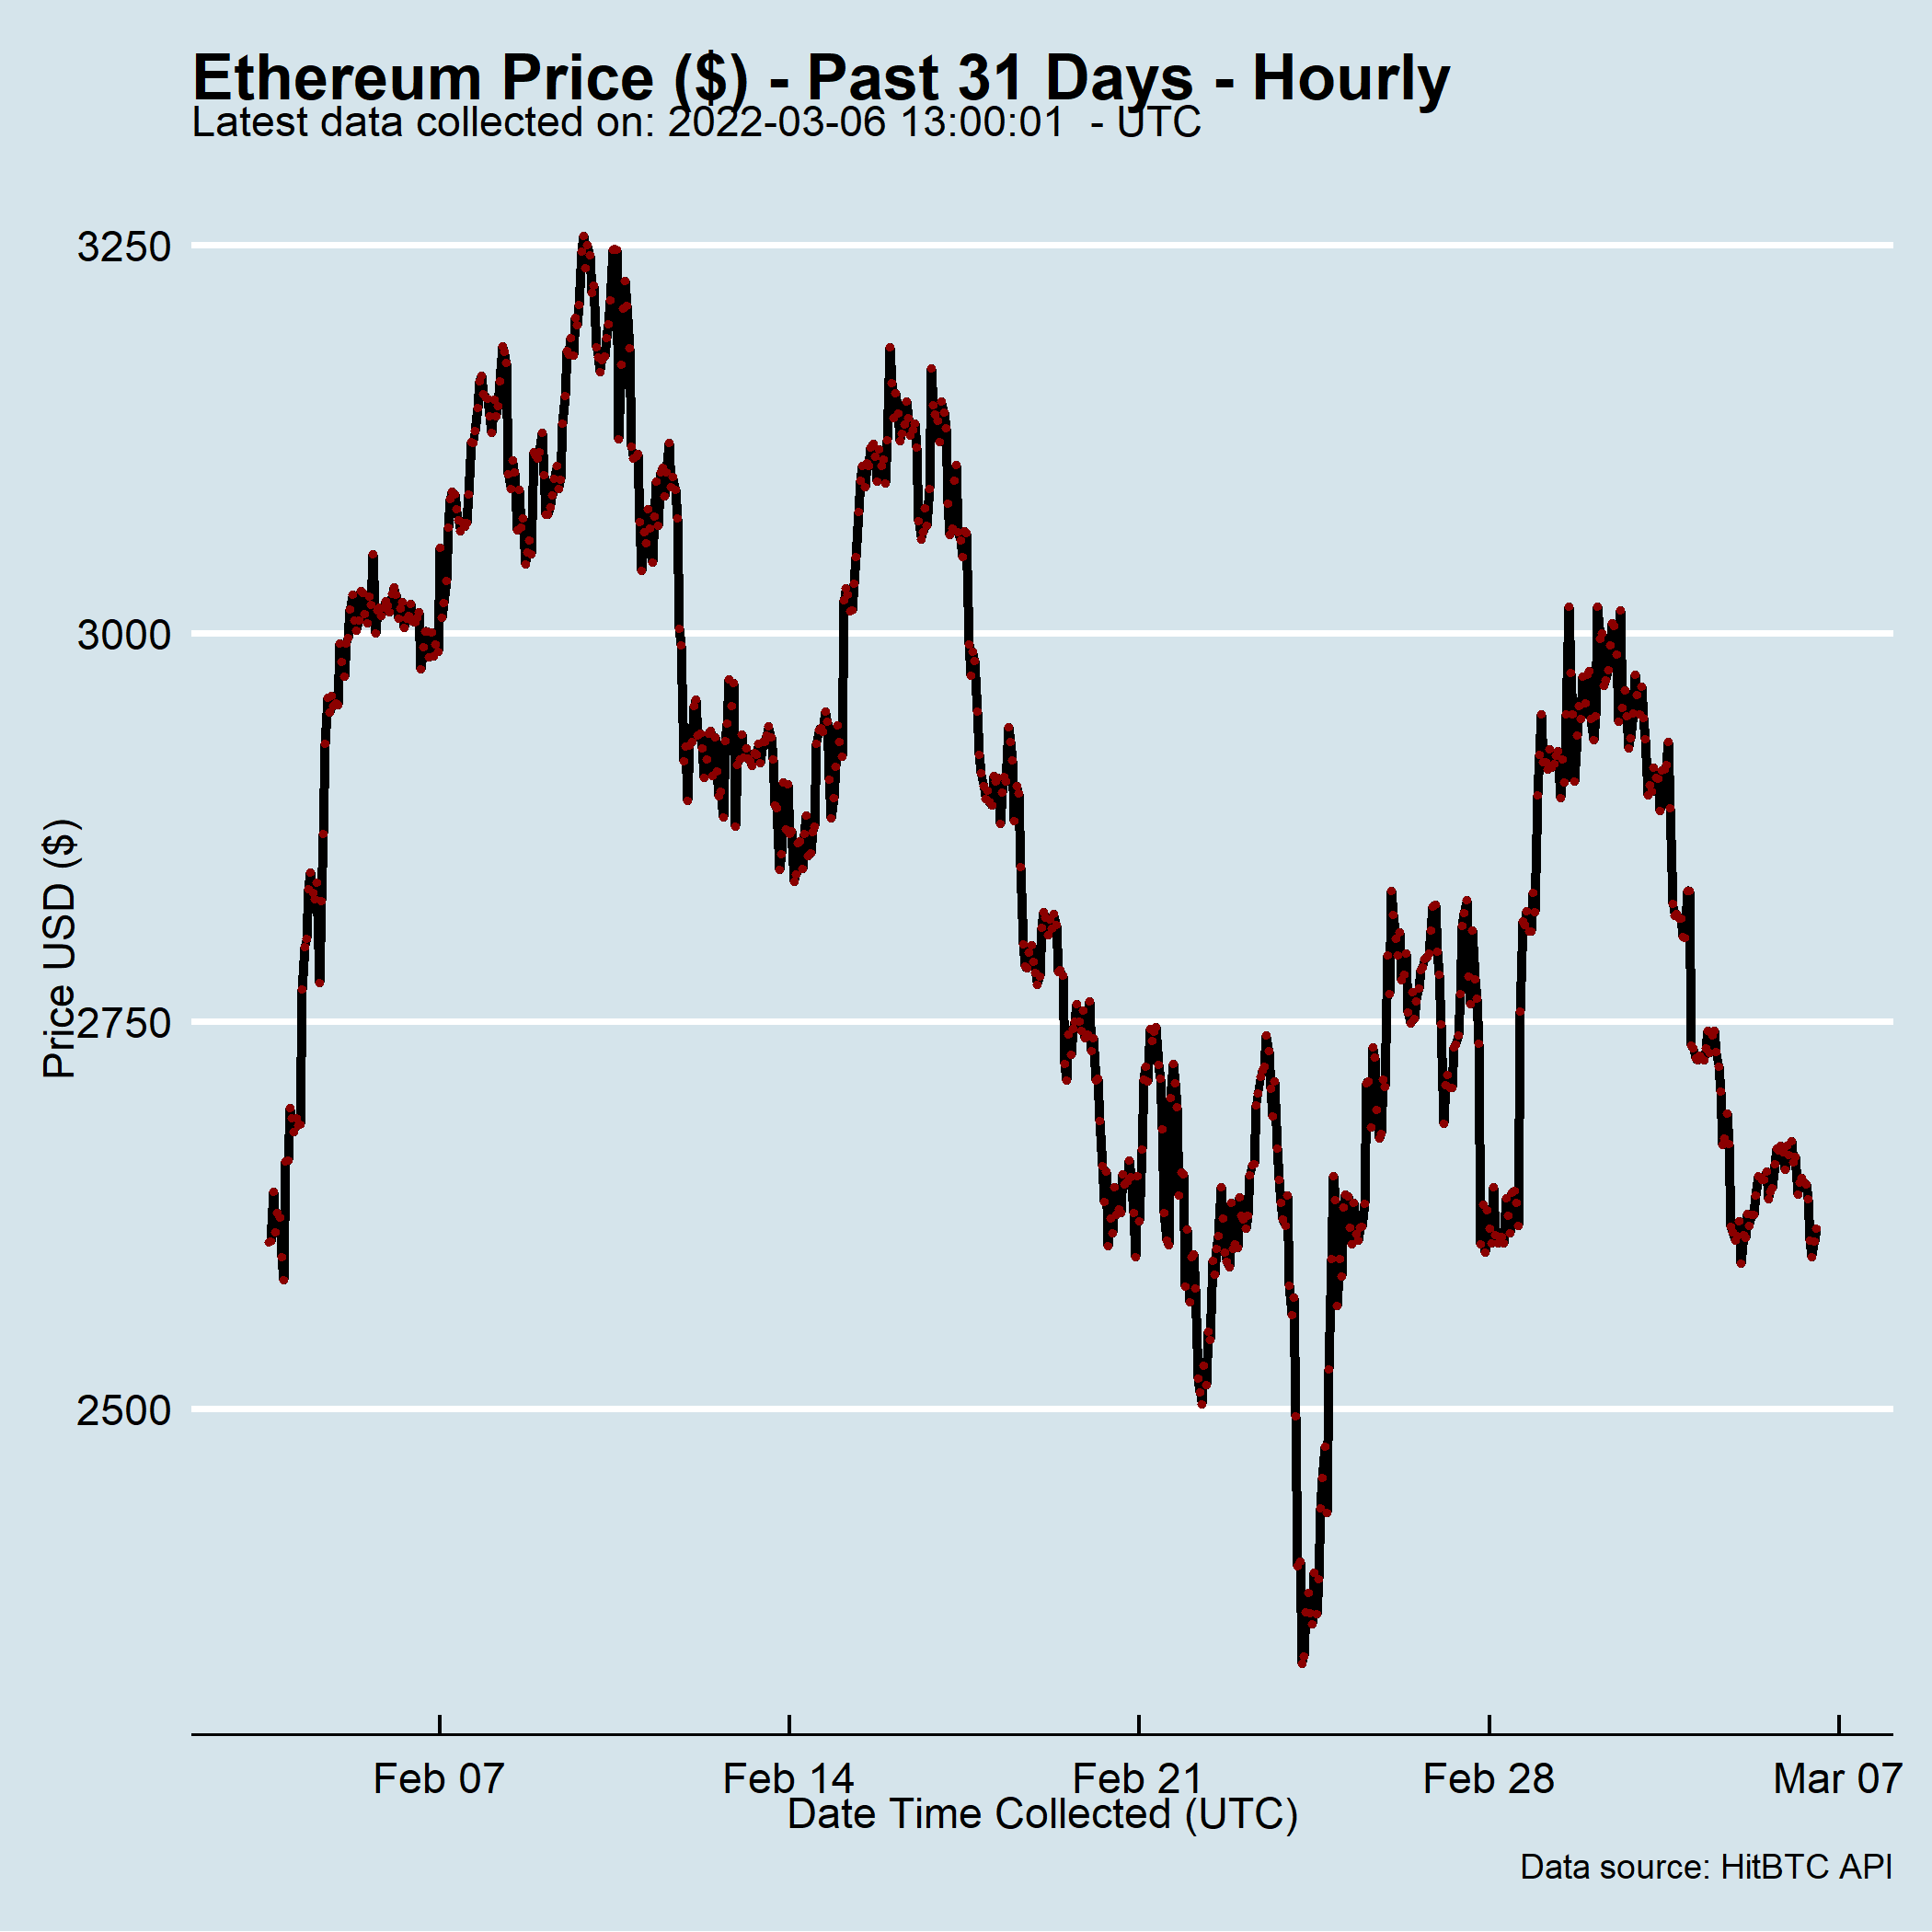 Ethereum Price ($) - Past 31 Days - Hourly
Latest data collected on: 2022-03-06 13:00:01  - UTC
Price USD ($)
3250
3000
2750
2500
Feb 07
Feb 14
Feb 21
Feb 28
Mar 07
Date Time Collected (UTC)
Data source: HitBTC API